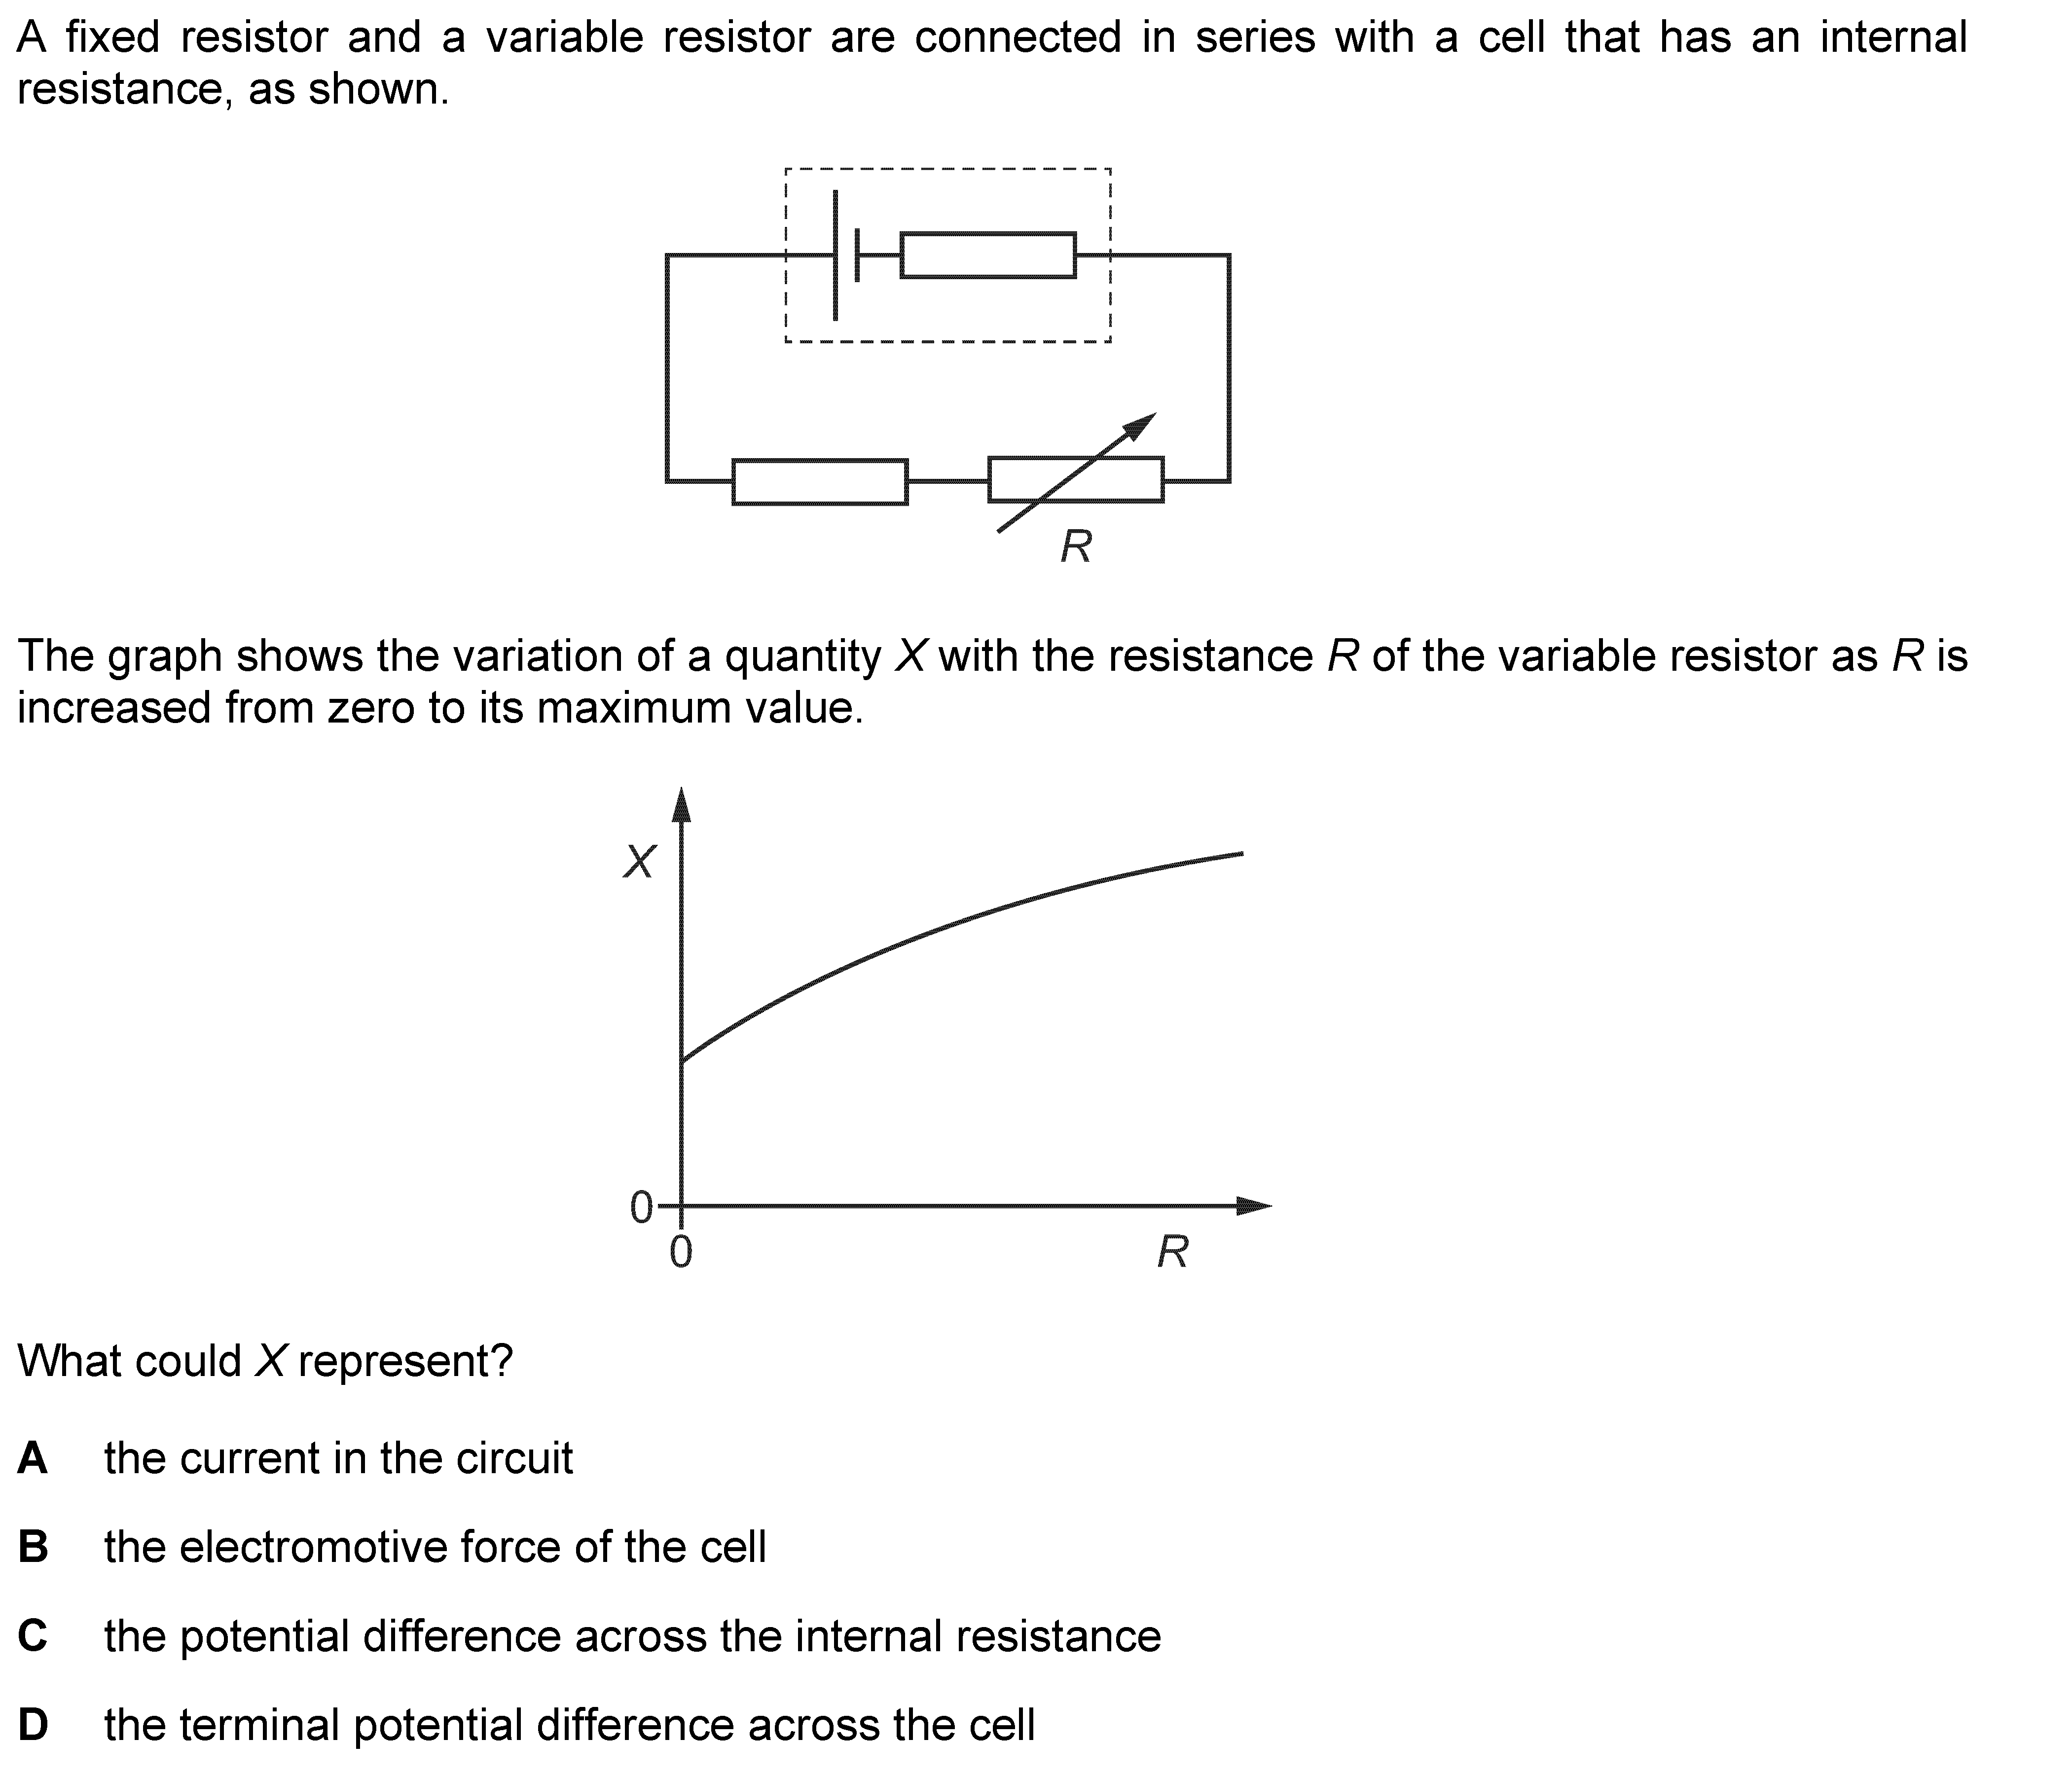 A fixed resistor and a variable resistor are connected in series with a cell that has an internal
resistance, as shown.
R
The graph shows the variation of a quantity X with the resistance R of the variable resistor as R is
increased from zero to its maximum value.
X
0
0
R
What could X represent?
A the current in the circuit
B the electromotive force of the cell
C the potential difference across the internal resistance
D the terminal potential difference across the cell